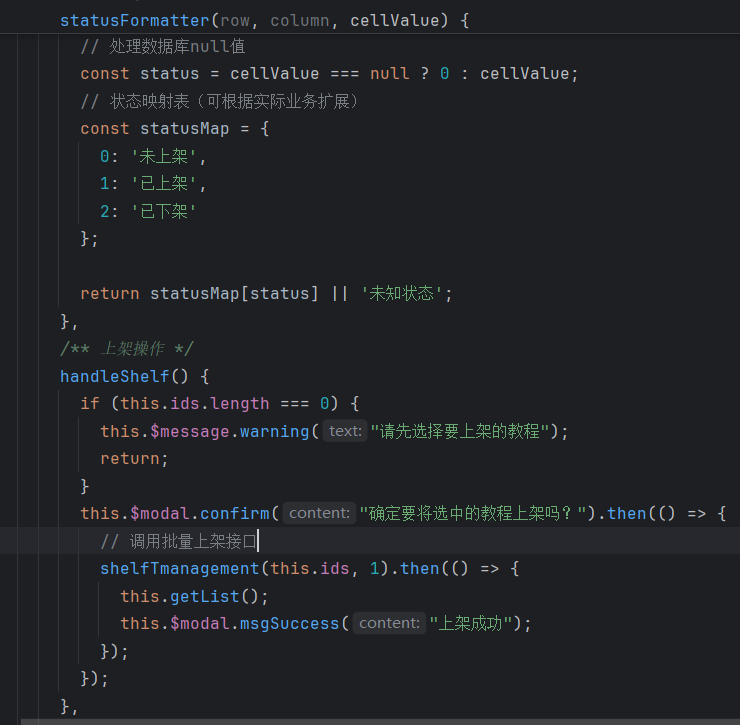 statusFormatter(row, column, cellValue) {
// 处理数据库null值
const status = cellValue === null ? 0 : cellValue;
// 状态映射表（可根据实际业务扩展）
const statusMap = {
0: '未上架',
1: '已上架',
2: '已下架'
};
return statusMap[status] || '未知状态';
},
/** 上架操作 */
handleShelf() {
if (this.ids.length === 0) {
this.$message.warning( text: "请先选择要上架的教程");
return;
}
this.$modal.confirm( content: "确定要将选中的教程上架吗？").then(() => {
// 调用批量上架接口
shelfTmanagement(this.ids, 1).then(() => {
this.getList();
this.$modal.msgSuccess( content: "上架成功");
});
});
},